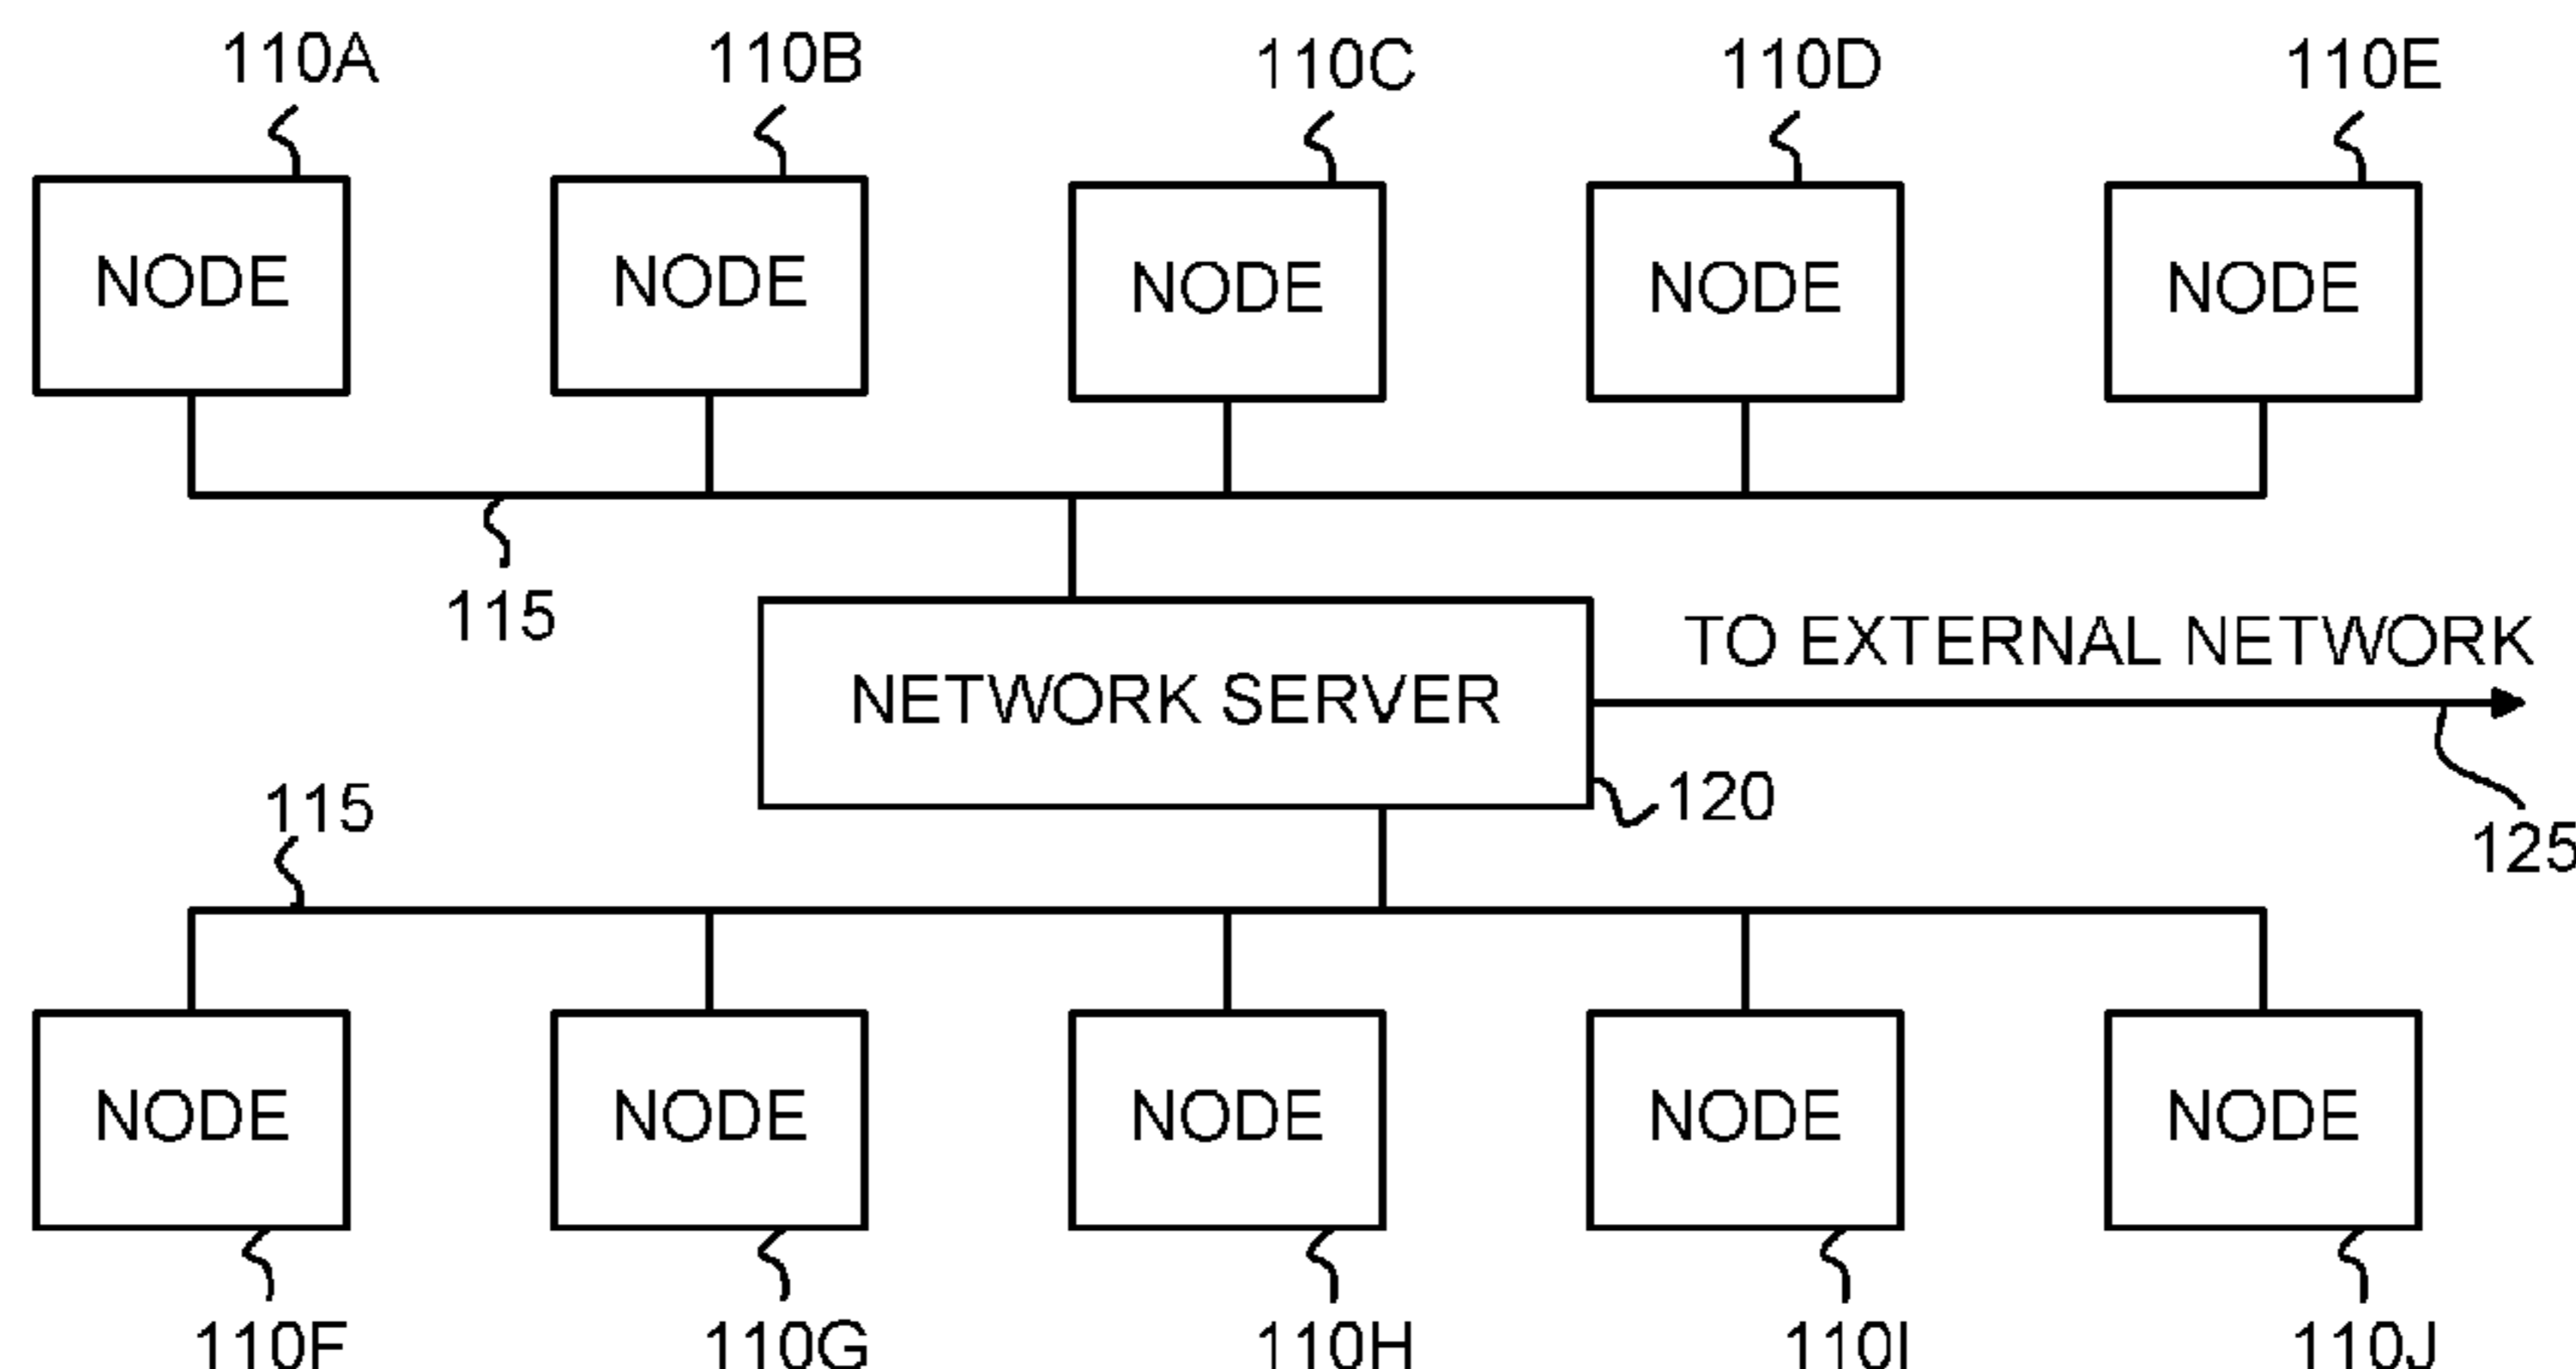 110A 110B 110C 110D 110E
NODE NODE NODE NODE NODE
115
TO EXTERNAL NETWORK
NETWORK SERVER
115 120
125
NODE NODE NODE NODE NODE
110F 110G 110H 110I 110J